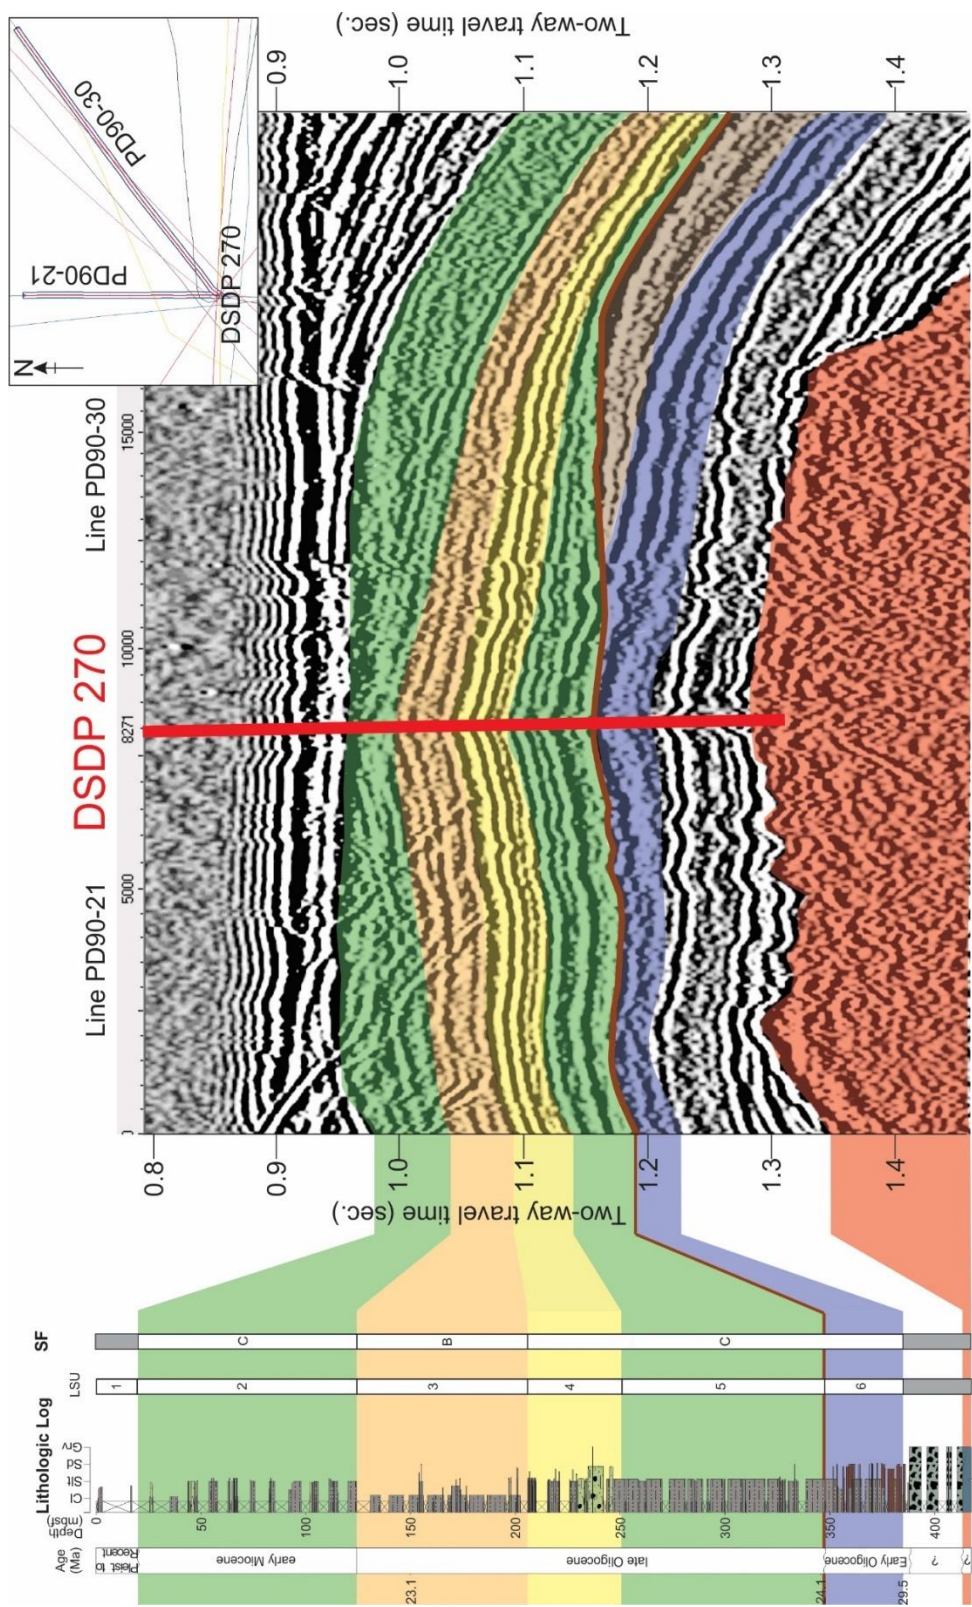 Two-way travel time (sec.)
0.9
1.0
1.1
1.2
1.3
1.4
N
PD90-30
PD90-21
DSDP 270
Line PD90-21
DSDP 270
Line PD90-30
0
5000
8271
10000
15000
0.8
0.9
1.0
1.1
1.2
1.3
1.4
Two-way travel time (sec.)
SF
C
B
C
LSU
1
2
3
4
5
6
Lithologic Log
Grv
Sd
Slt
Cl
Depth
(mbsf)
0
50
100
150
200
250
300
350
400
Age
(Ma)
Pleist to
Recent
early Miocene
late Oligocene
Early Oligocene
?
?
23.1
24.1
29.5